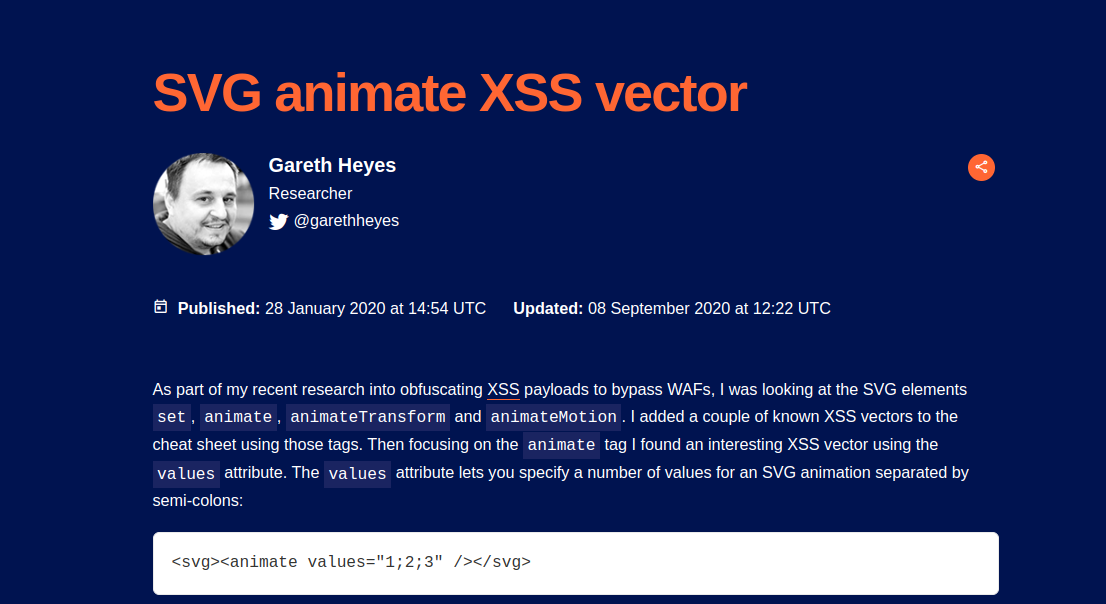 SVG animate XSS vector
Gareth Heyes
Researcher
@garethheyes
Published: 28 January 2020 at 14:54 UTC Updated: 08 September 2020 at 12:22 UTC
As part of my recent research into obfuscating XSS payloads to bypass WAFs, I was looking at the SVG elements
set, animate, animateTransform and animateMotion. I added a couple of known XSS vectors to the
cheat sheet using those tags. Then focusing on the animate tag I found an interesting XSS vector using the
values attribute. The values attribute lets you specify a number of values for an SVG animation separated by
semi-colons:
<svg><animate values="1;2;3" /></svg>